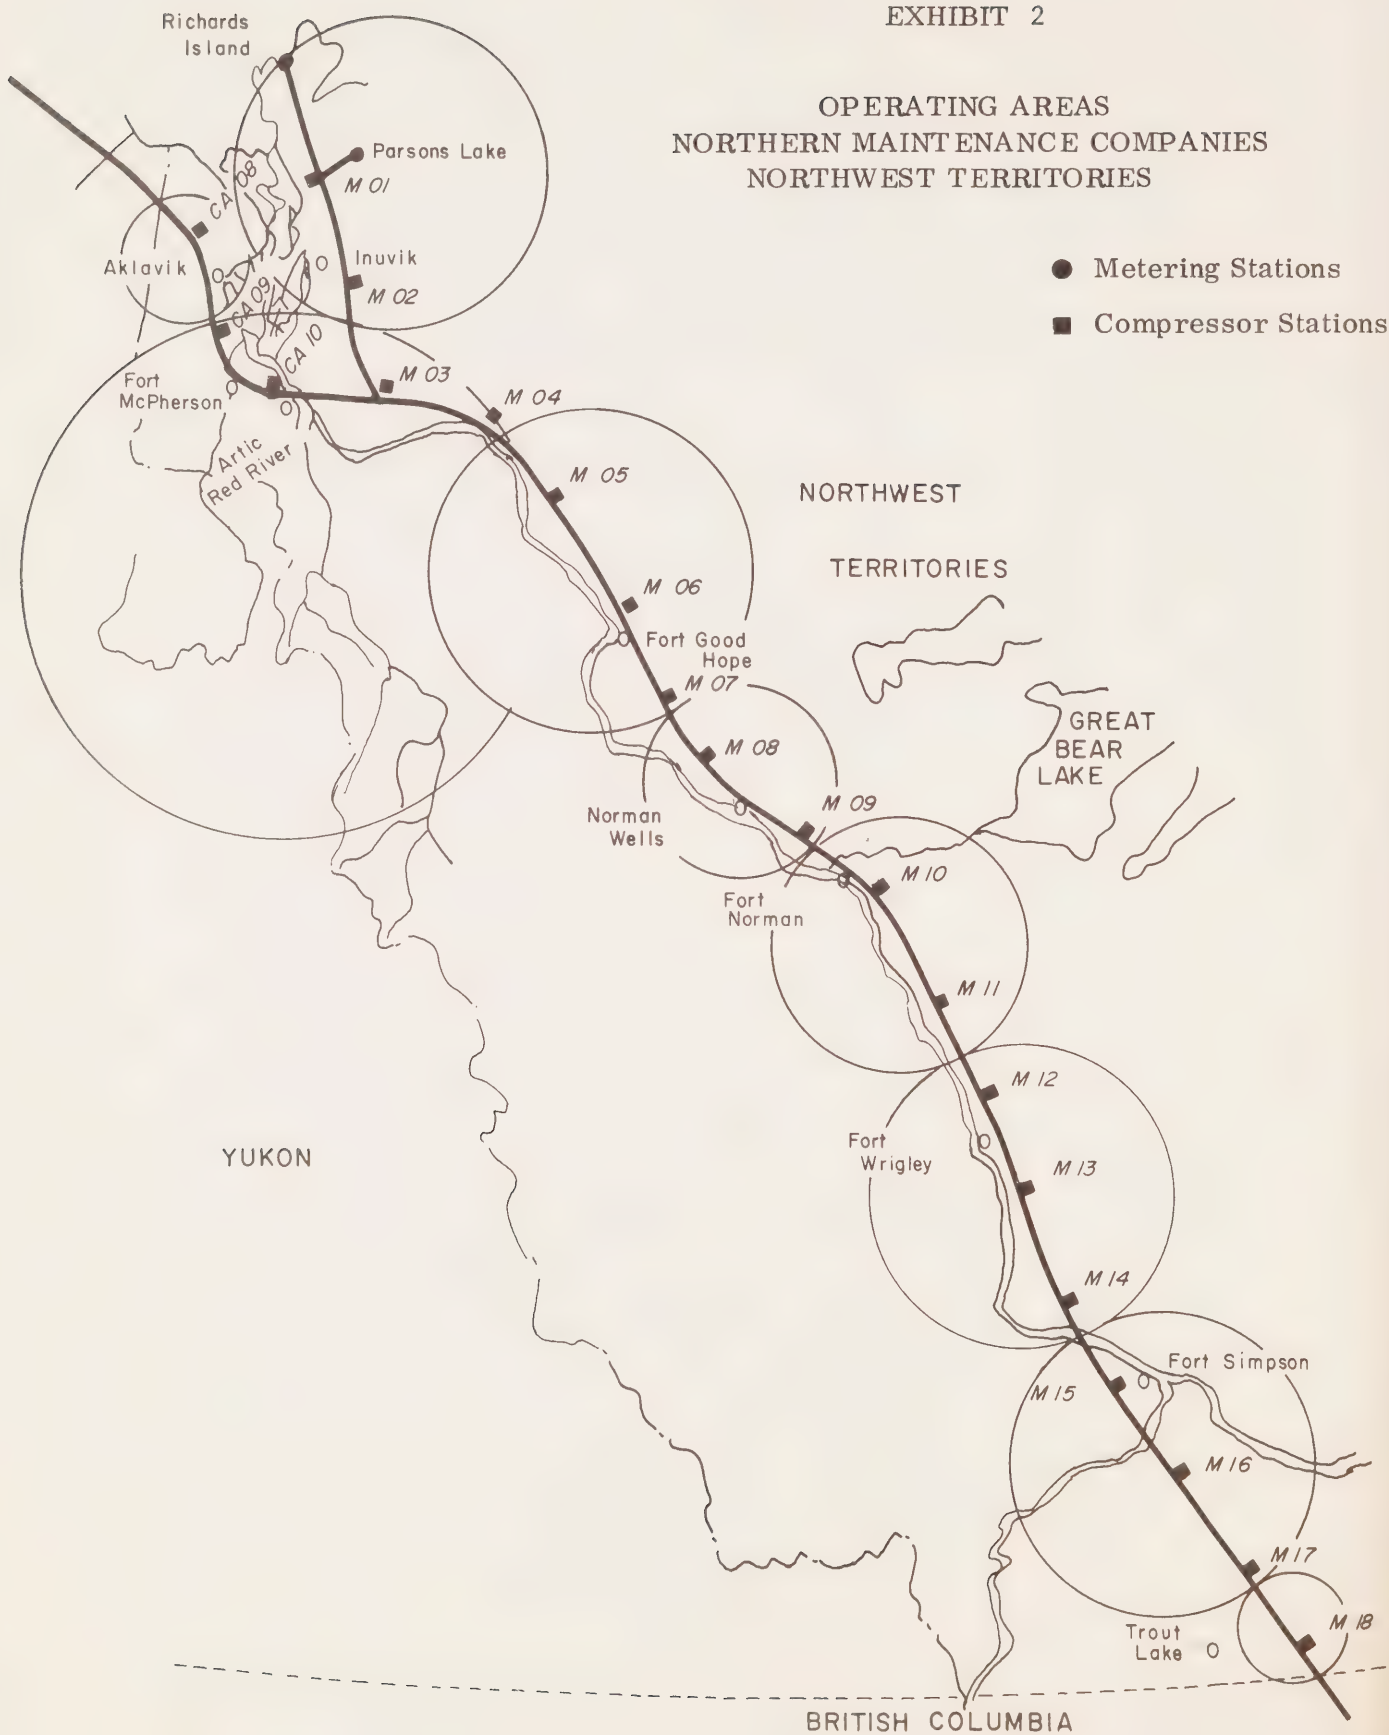 EXHIBIT 2
OPERATING AREAS
NORTHERN MAINTENANCE COMPANIES
NORTHWEST TERRITORIES
Metering Stations
Compressor Stations
Richards
Island
Parsons Lake
M 01
CA 08
Aklavik
Inuvik
M 02
CA 09
CA 10
Fort
McPherson
M 03
M 04
Artic
Red River
M 05
NORTHWEST
TERRITORIES
M 06
Fort Good
Hope
M 07
GREAT
BEAR
LAKE
M 08
M 09
Norman
Wells
M 10
Fort
Norman
M 11
M 12
Fort
Wrigley
YUKON
M 13
M 14
Fort Simpson
M 15
M 16
M 17
M 18
Trout
Lake
BRITISH COLUMBIA